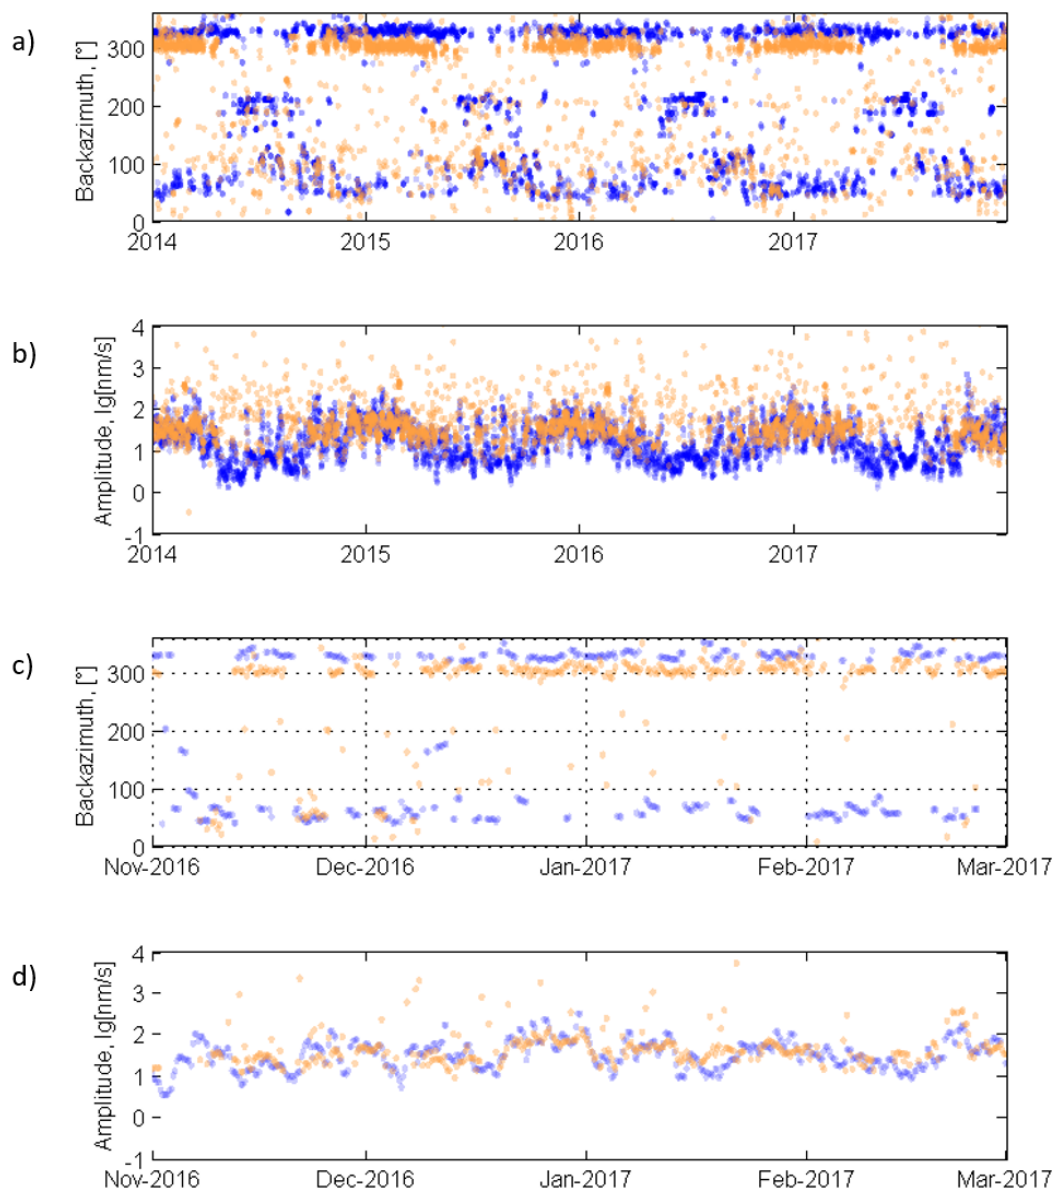 a)
Backazimuth, [°]
300
200
100
0
2014 2015 2016 2017
b)
Amplitude, lg[nm/s]
4
3
2
1
0
-1
2014 2015 2016 2017
c)
Backazimuth, [°]
300
200
100
0
Nov-2016 Dec-2016 Jan-2017 Feb-2017 Mar-2017
d)
Amplitude, lg[nm/s]
4
3
2
1
0
-1
Nov-2016 Dec-2016 Jan-2017 Feb-2017 Mar-2017